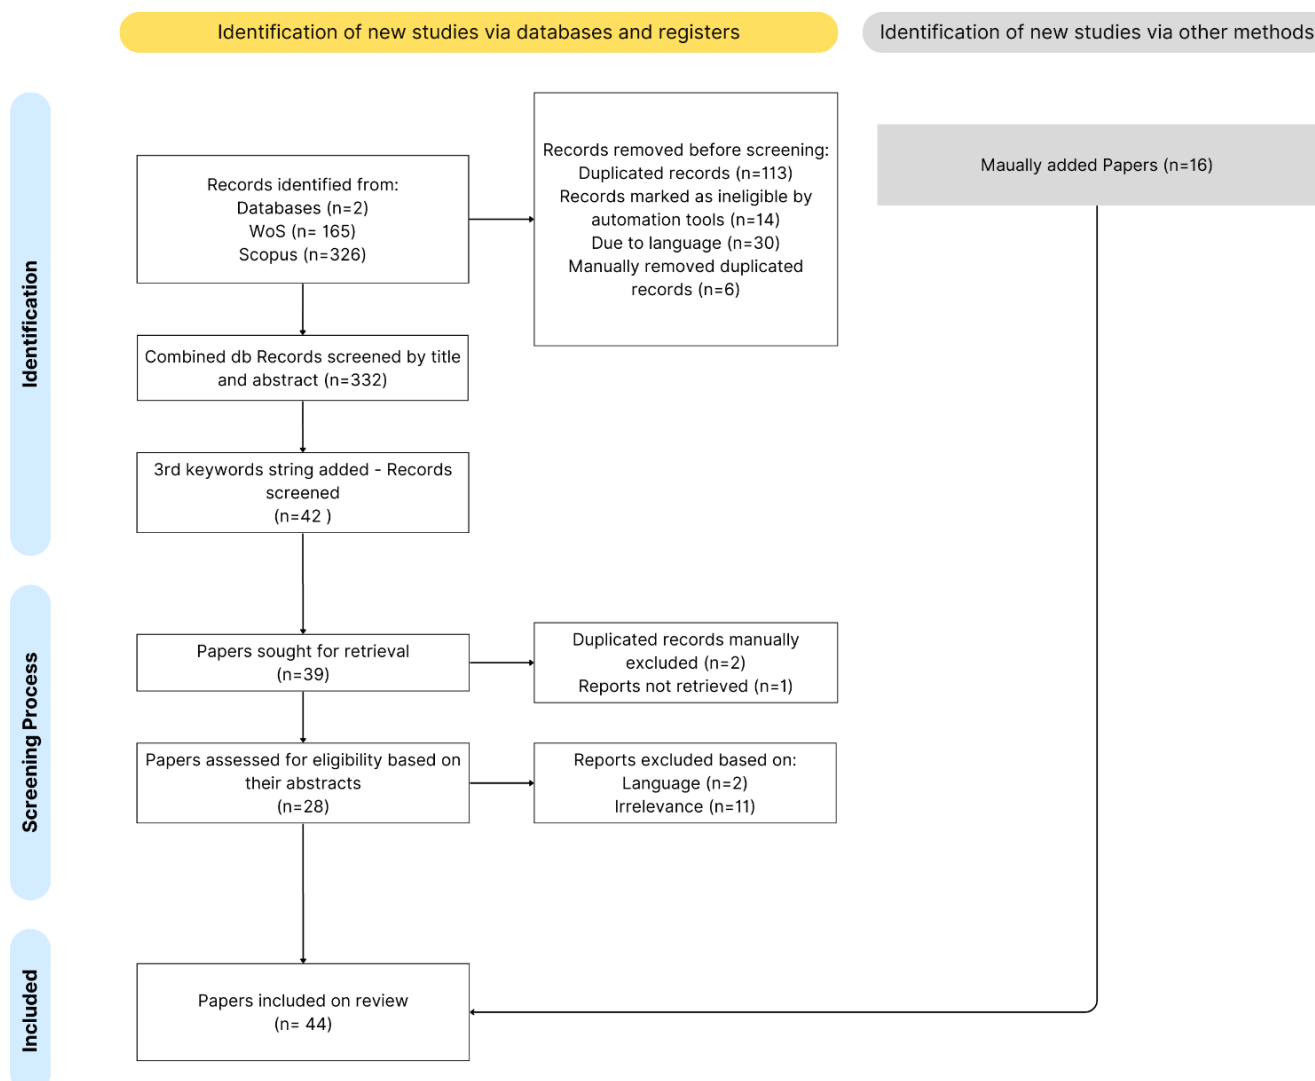 Identification of new studies via databases and registers
Identification of new studies via other methods
Identification
Records identified from:
Databases (n=2)
WoS (n= 165)
Scopus (n=326)
Records removed before screening:
Duplicated records (n=113)
Records marked as ineligible by
automation tools (n=14)
Due to language (n=30)
Manually removed duplicated
records (n=6)
Maually added Papers (n=16)
Combined db Records screened by title
and abstract (n=332)
3rd keywords string added - Records
screened
(n=42 )
Screening Process
Papers sought for retrieval
(n=39)
Duplicated records manually
excluded (n=2)
Reports not retrieved (n=1)
Papers assessed for eligibility based on
their abstracts
(n=28)
Reports excluded based on:
Language (n=2)
Irrelevance (n=11)
Included
Papers included on review
(n= 44)